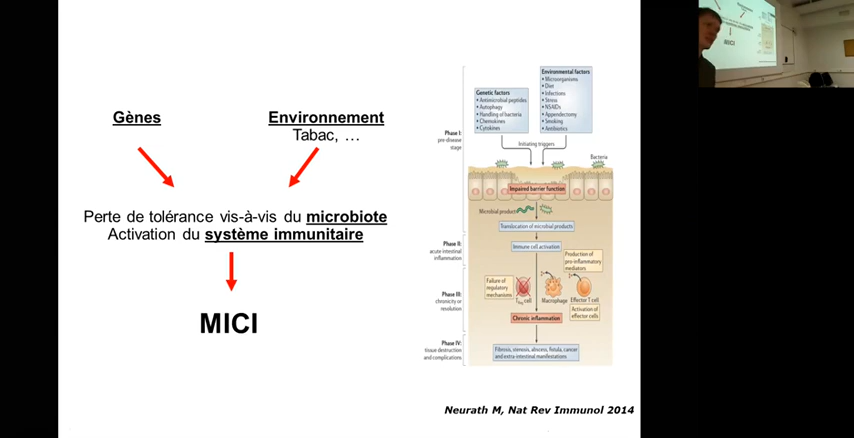 Gènes
Environnement
Tabac, …
Perte de tolérance vis-à-vis du microbiote
Activation du système immunitaire
MICI
Genetic factors
• Antimicrobial peptides
• Autophagy
• Handling of bacteria
• Chemokines
• Cytokines
Environmental factors
• Microorganisms
• Diet
• Infections
• Stress
• NSAIDs
• Appendectomy
• Smoking
• Antibiotics
Phase I:
pre-disease
stage
Initiating triggers
Bacteria
Impaired barrier function
Microbial products
Translocation of microbial products
Phase II:
acute intestinal
inflammation
Immune cell activation
Production of
pro-inflammatory
mediators
Failure of
regulatory
mechanisms
Phase III:
chronicity or
resolution
Treg cell
Macrophage
Effector T cell
Activation of
effector cells
Chronic inflammation
Phase IV:
tissue destruction
and complications
Fibrosis, stenosis, abscess, fistula, cancer
and extra-intestinal manifestations
Neurath M, Nat Rev Immunol 2014
MICI